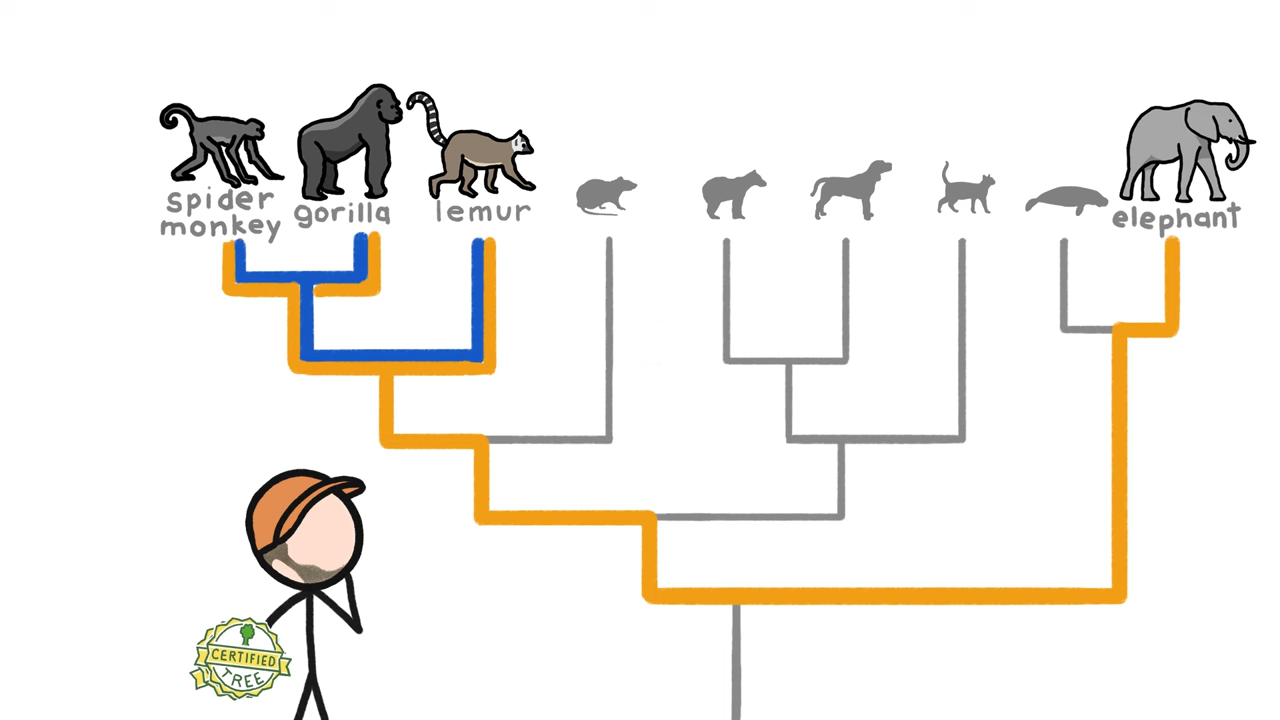 spider
monkey
gorilla
lemur
elephant
CERTIFIED
TREE